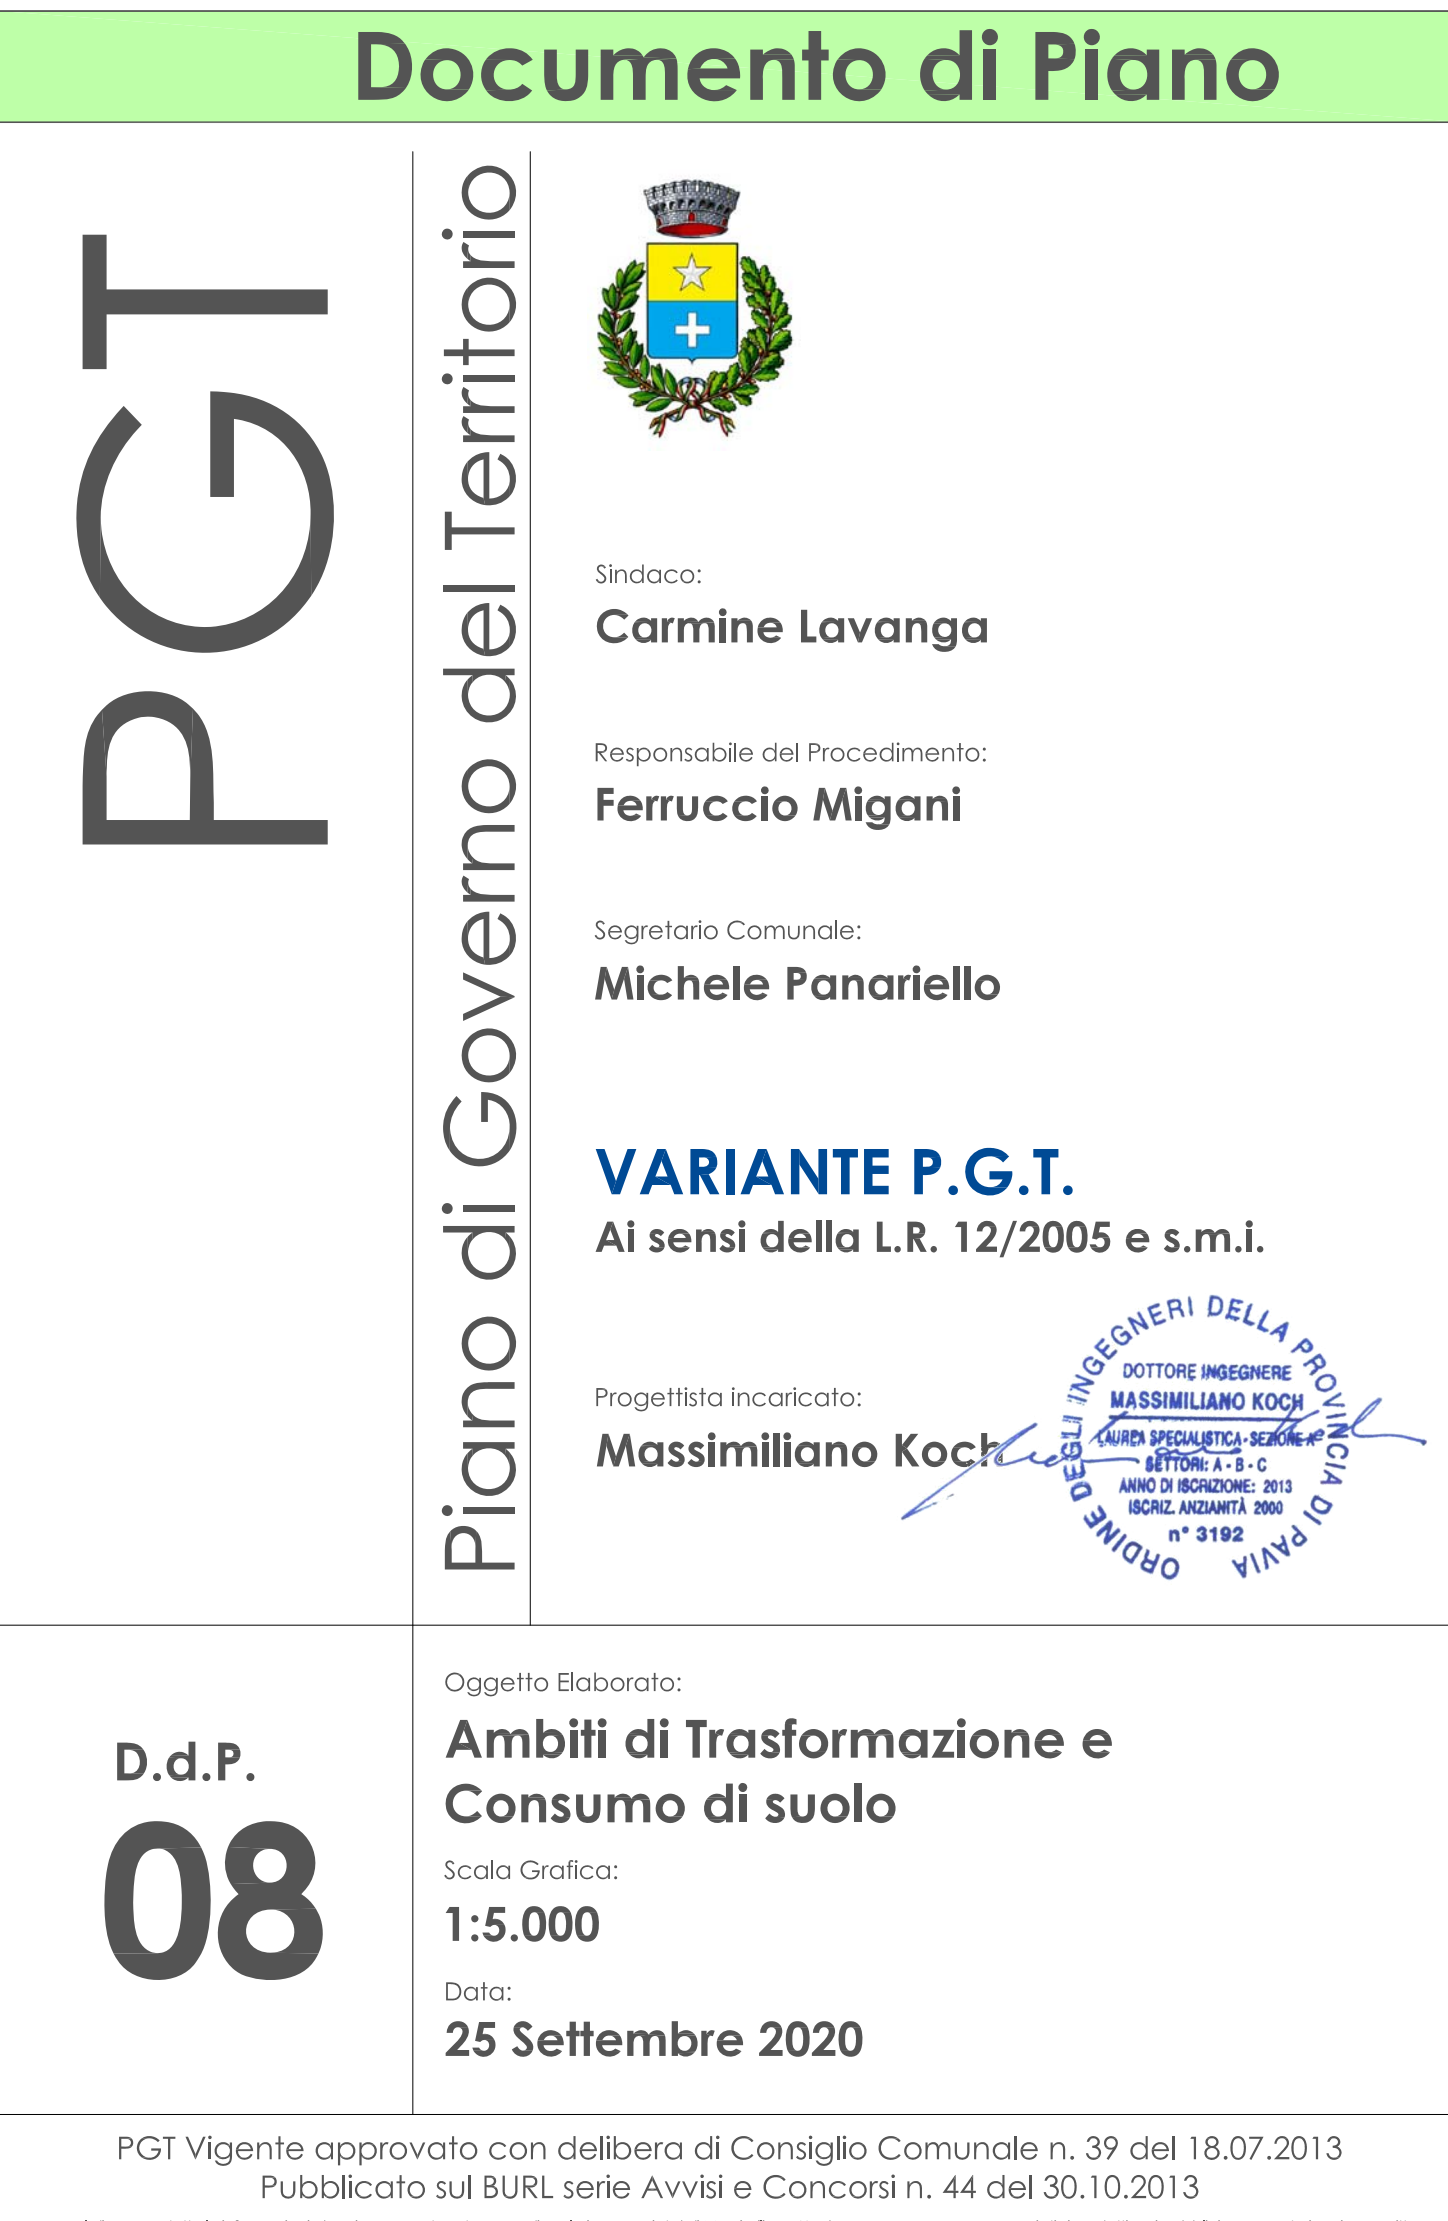 Documento di Piano
PGT
Piano di Governo del Territorio
Sindaco:
Carmine Lavanga
Responsabile del Procedimento:
Ferruccio Migani
Segretario Comunale:
Michele Panariello
VARIANTE P.G.T.
Ai sensi della L.R. 12/2005 e s.m.i.
Progettista incaricato:
Massimiliano Koch
ORDINE DEGLI INGEGNERI DELLA PROVINCIA DI PAVIA
DOTTORE INGEGNERE
MASSIMILIANO KOCH
LAUREA SPECIALISTICA - SEZIONE A
SETTORI: A - B - C
ANNO DI ISCRIZIONE: 2013
ISCRIZ. ANZIANITÀ 2000
n° 3192
D.d.P.
08
Oggetto Elaborato:
Ambiti di Trasformazione e
Consumo di suolo
Scala Grafica:
1:5.000
Data:
25 Settembre 2020
PGT Vigente approvato con delibera di Consiglio Comunale n. 39 del 18.07.2013
Pubblicato sul BURL serie Avvisi e Concorsi n. 44 del 30.10.2013